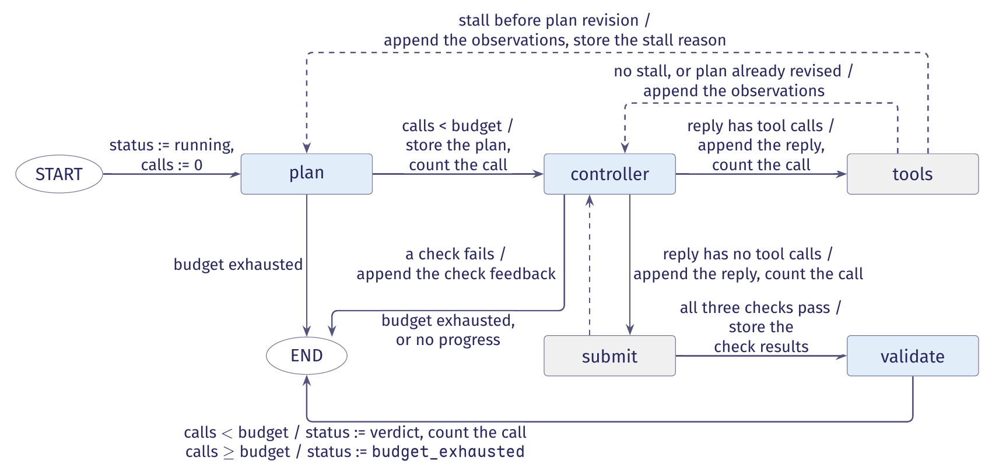 stall before plan revision /
append the observations, store the stall reason
no stall, or plan already revised /
append the observations
status := running,
calls := 0
calls < budget /
store the plan,
count the call
reply has tool calls /
append the reply,
count the call
START
plan
controller
tools
budget exhausted
a check fails /
append the check feedback
reply has no tool calls /
append the reply, count the call
budget exhausted,
or no progress
all three checks pass /
store the
check results
END
submit
validate
calls < budget / status := verdict, count the call
calls ≥ budget / status := budget_exhausted